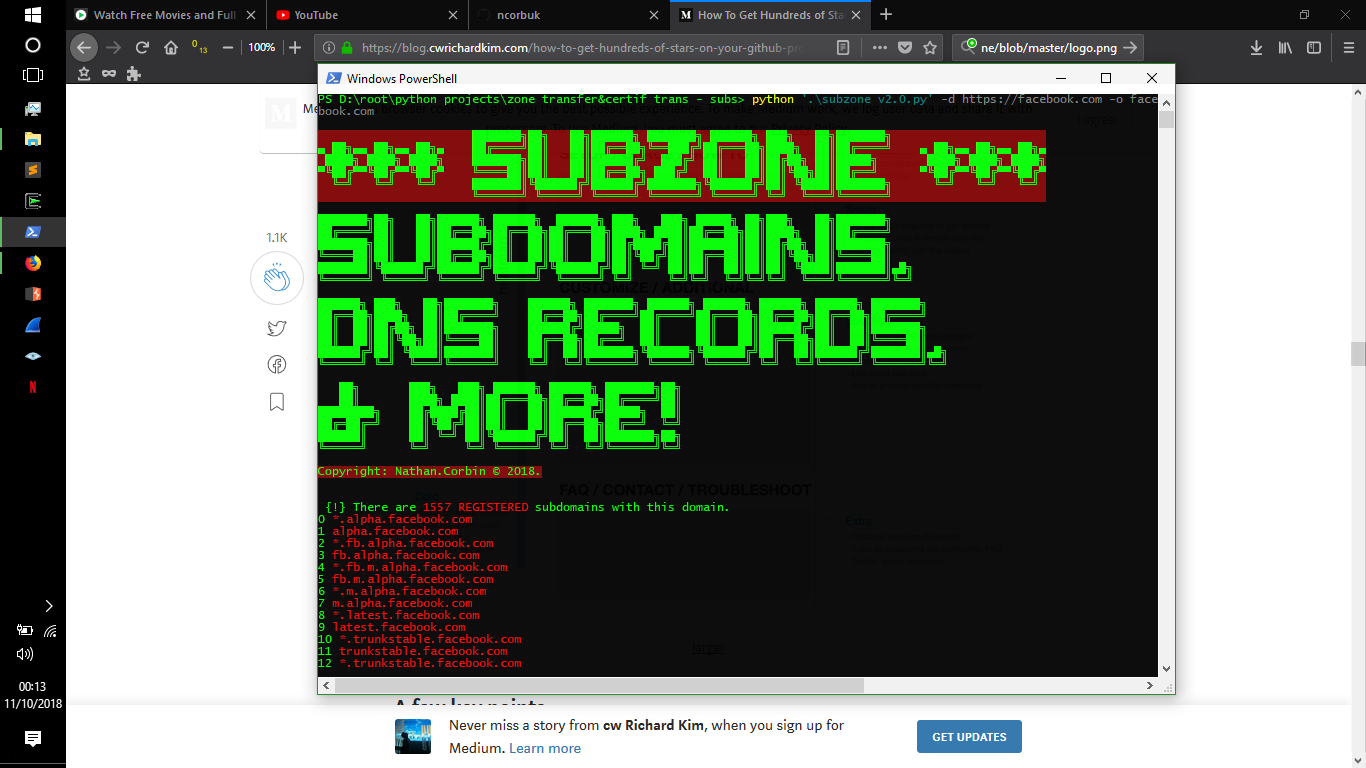 Watch Free Movies and Full
YouTube
ncorbuk
How To Get Hundreds of Sta
13
100%
https://blog.cwrichardkim.com/how-to-get-hundreds-of-stars-on-your-github-pr
ne/blob/master/logo.png
Windows PowerShell
PS D:\root\python projects\zone transfer&certif trans - subs> python '.\subzone v2.0.py' -d https://facebook.com -o face
book.com
SUBZONE
SUBDOMAINS,
DNS RECORDS,
& MORE!
Copyright: Nathan.Corbin © 2018.
{!} There are 1557 REGISTERED subdomains with this domain.
0 *.alpha.facebook.com
1 alpha.facebook.com
2 *.fb.alpha.facebook.com
3 fb.alpha.facebook.com
4 *.fb.m.alpha.facebook.com
5 fb.m.alpha.facebook.com
6 *.m.alpha.facebook.com
7 m.alpha.facebook.com
8 *.latest.facebook.com
9 latest.facebook.com
10 *.trunkstable.facebook.com
11 trunkstable.facebook.com
12 *.trunkstable.facebook.com
CUSTOMIZE / ADDITIONAL
FAQ / CONTACT / TROUBLESHOOT
Extra
larger
1.1K
A few key points
Never miss a story from cw Richard Kim, when you sign up for
Medium. Learn more
GET UPDATES
00:13
11/10/2018